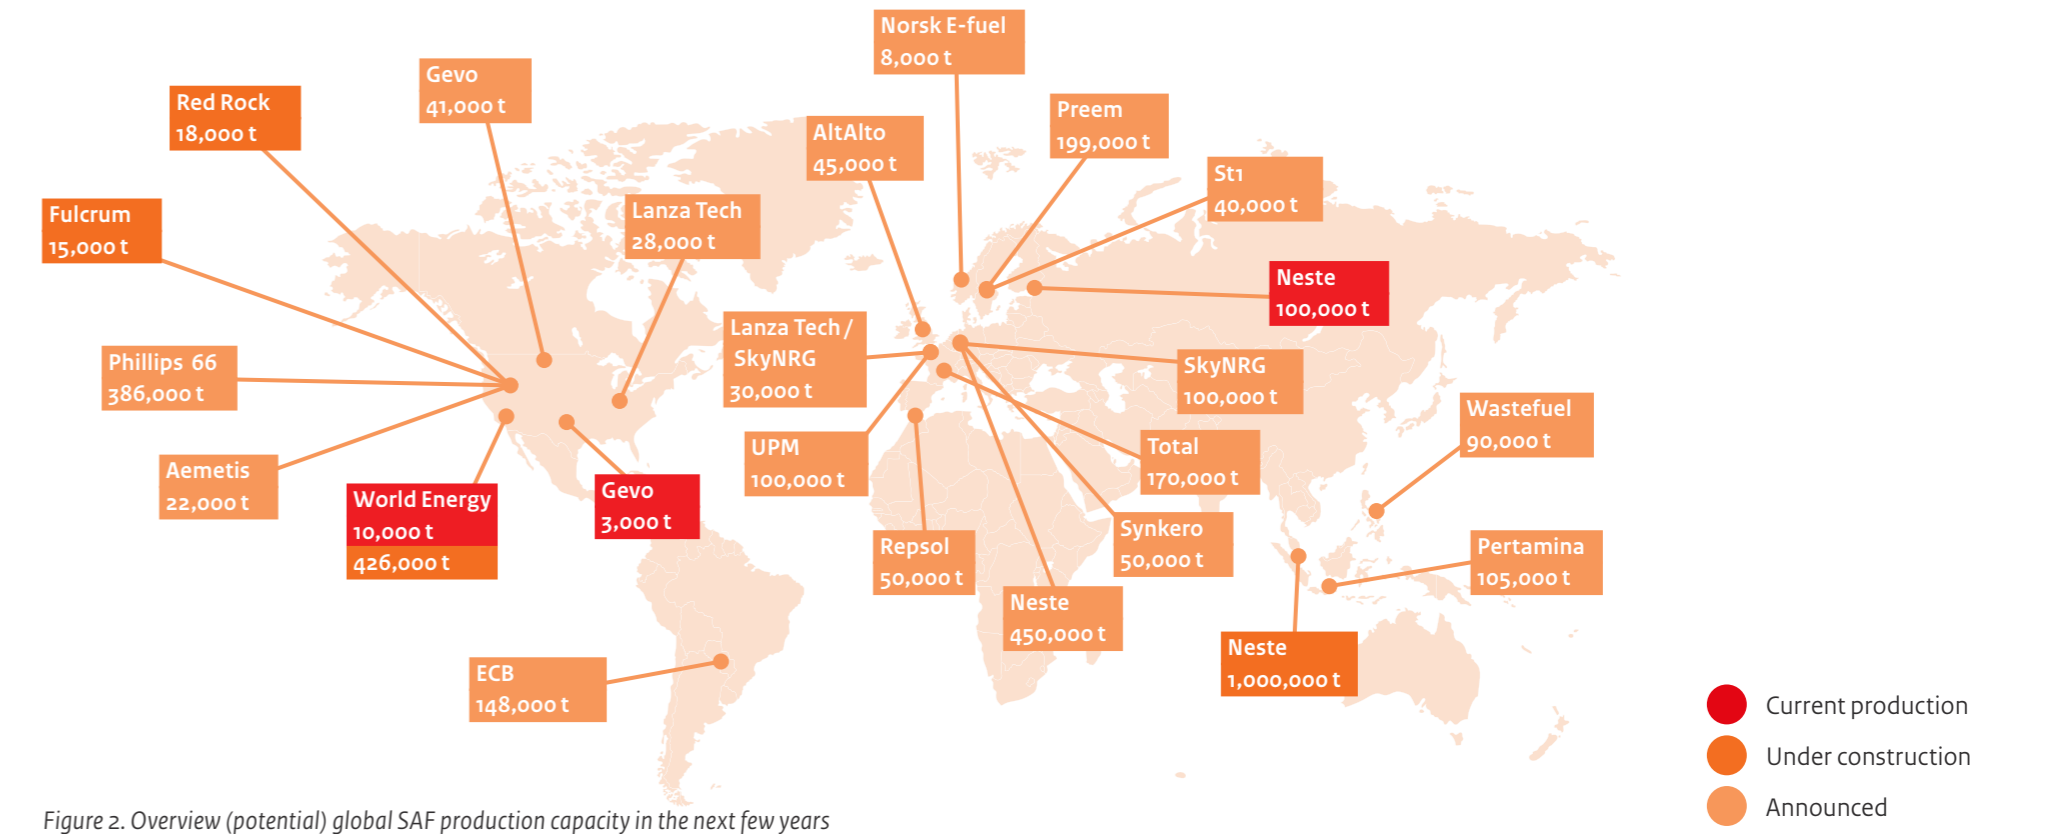 Norsk E-fuel
8,000 t
Gevo
41,000 t
Red Rock
18,000 t
Preem
199,000 t
AltAlto
45,000 t
St1
40,000 t
Lanza Tech
28,000 t
Fulcrum
15,000 t
Neste
100,000 t
Lanza Tech /
SkyNRG
30,000 t
Phillips 66
386,000 t
SkyNRG
100,000 t
Wastefuel
90,000 t
UPM
100,000 t
Total
170,000 t
Aemetis
22,000 t
World Energy
10,000 t
426,000 t
Gevo
3,000 t
Synkero
50,000 t
Repsol
50,000 t
Pertamina
105,000 t
Neste
450,000 t
Neste
1,000,000 t
ECB
148,000 t
Current production
Under construction
Announced
Figure 2. Overview (potential) global SAF production capacity in the next few years